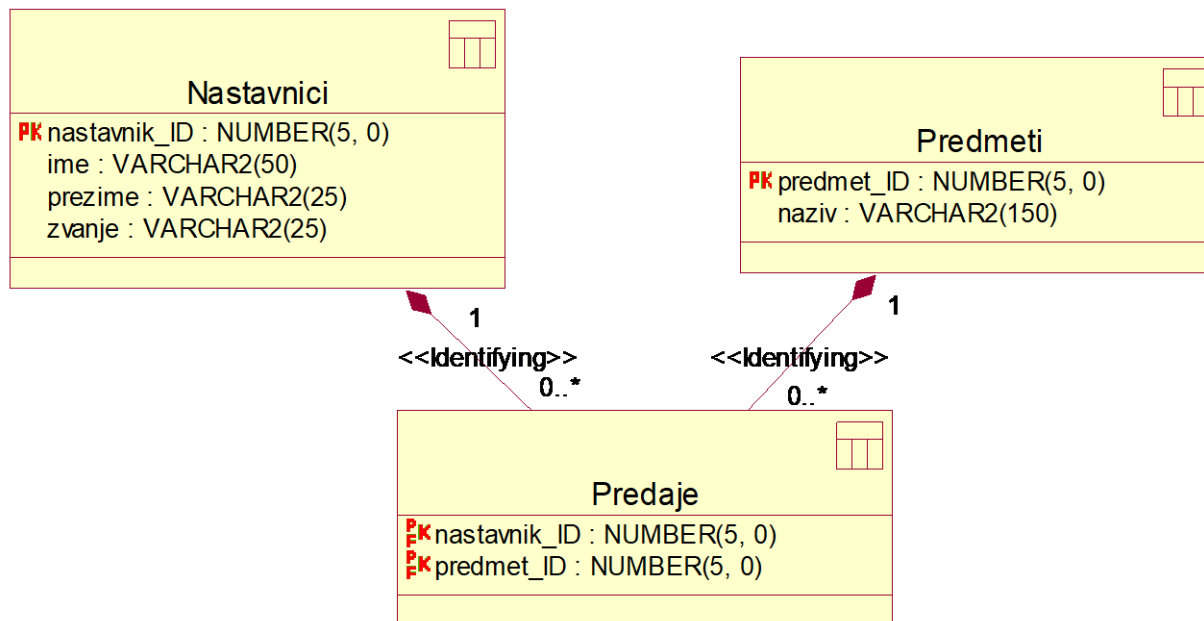 Nastavnici
PK nastavnik_ID : NUMBER(5, 0)
ime : VARCHAR2(50)
prezime : VARCHAR2(25)
zvanje : VARCHAR2(25)
Predmeti
PK predmet_ID : NUMBER(5, 0)
naziv : VARCHAR2(150)
1
<<Identifying>>
0..*
1
<<Identifying>>
0..*
Predaje
PFK nastavnik_ID : NUMBER(5, 0)
PFK predmet_ID : NUMBER(5, 0)